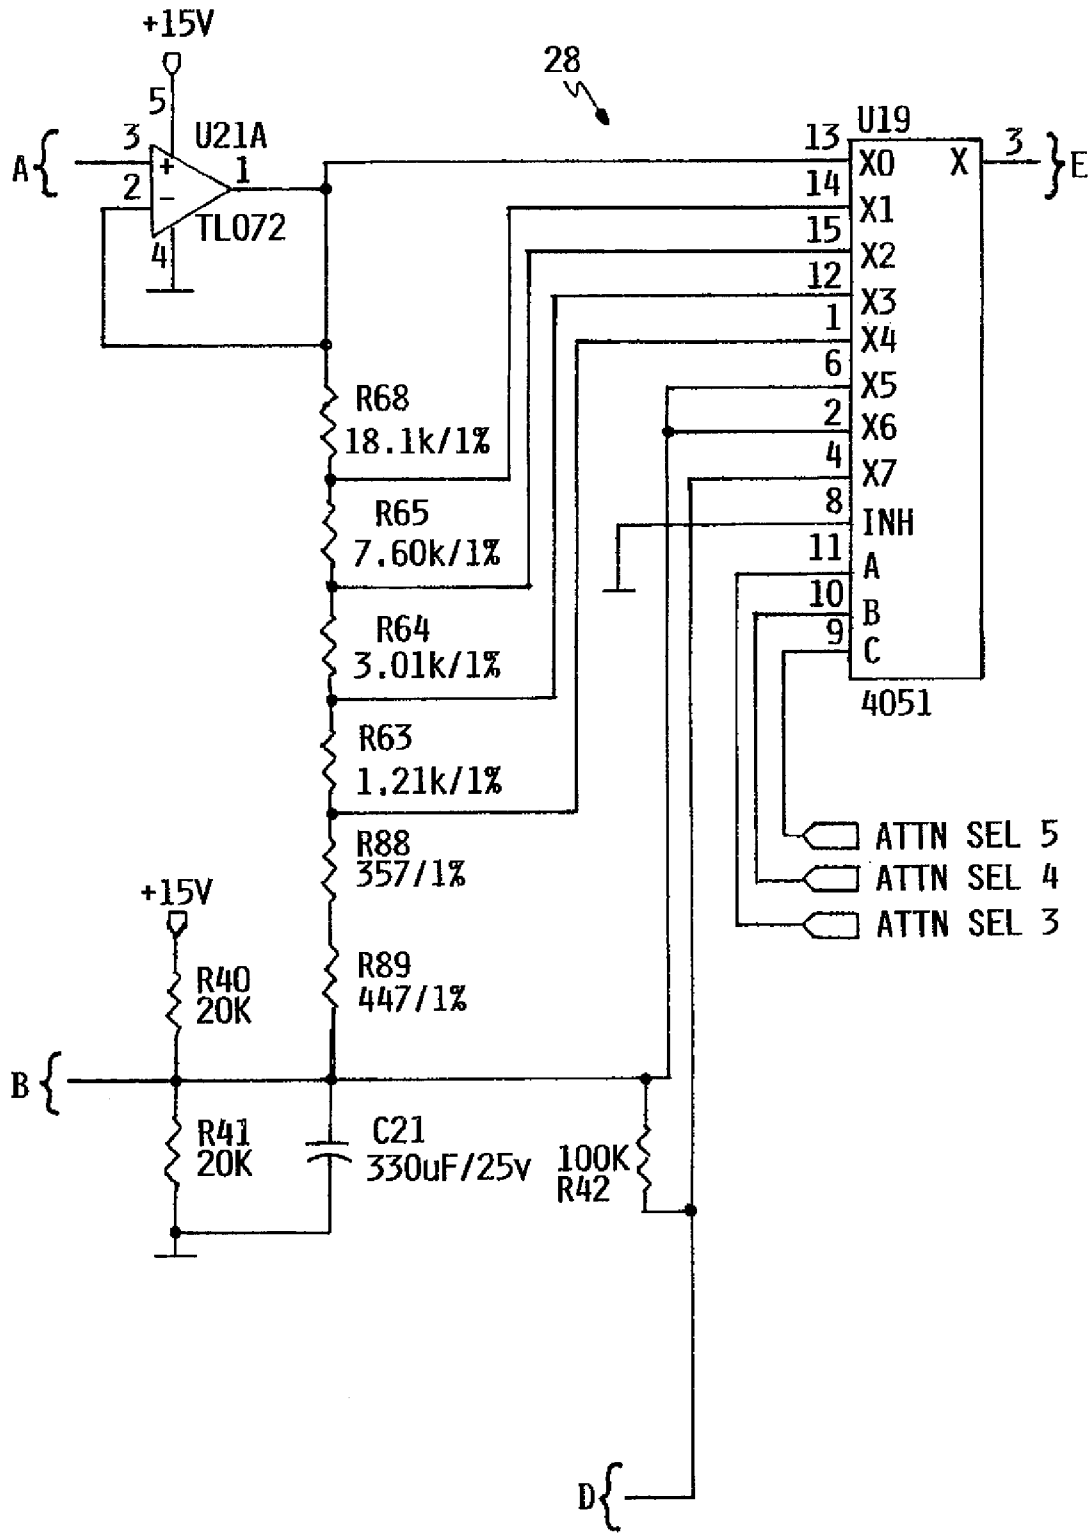 +15V
28
5
U19
3
U21A
13
3
A
+
1
X0
X
E
2
-
14
TL072
X1
4
15
X2
12
X3
1
X4
6
X5
R68
2
18.1k/1%
X6
4
X7
R65
8
INH
7.60k/1%
11
A
10
B
R64
9
3.01k/1%
C
4051
R63
1.21k/1%
R88
ATTN SEL 5
357/1%
ATTN SEL 4
+15V
ATTN SEL 3
R89
R40
447/1%
20K
B
R41
C21
20K
330uF/25v
100K
R42
D